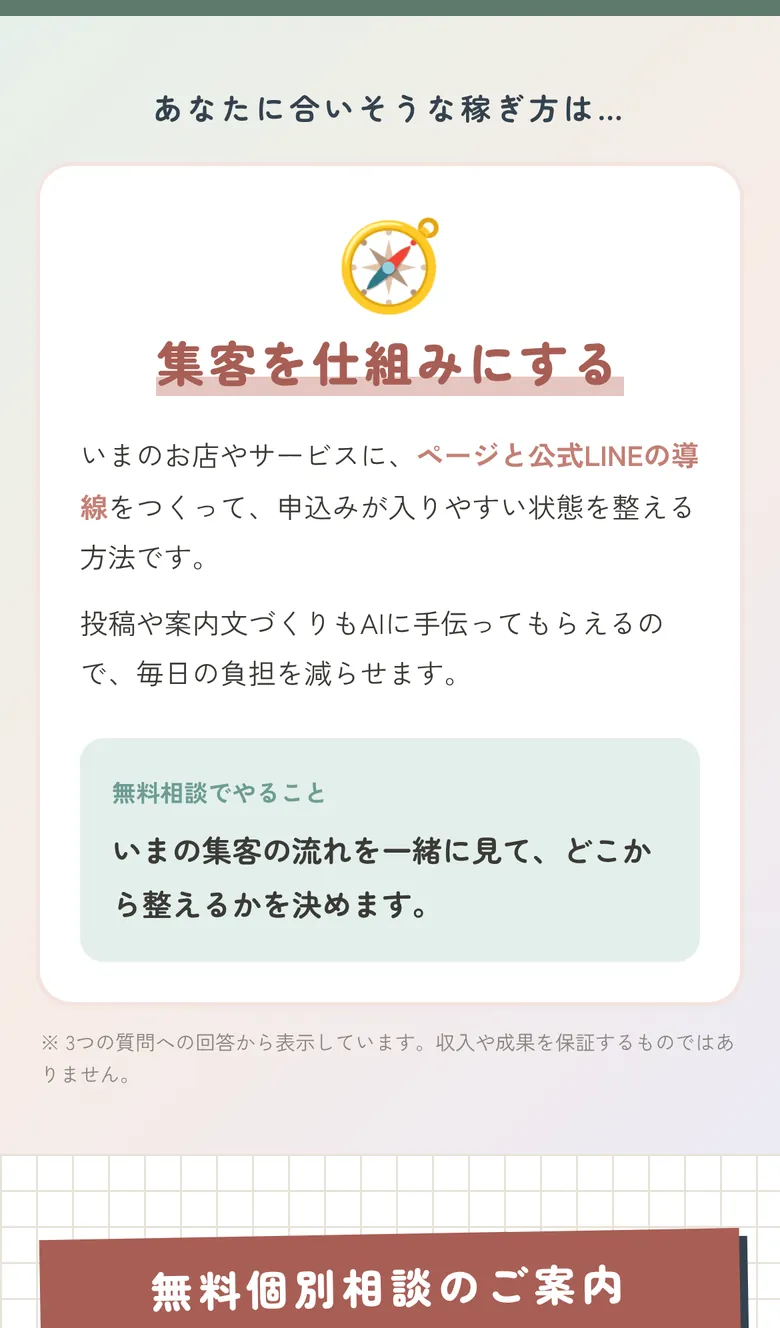 あなたに合いそうな稼ぎ方は…
集客を仕組みにする
いまのお店やサービスに、ページと公式LINEの導
線をつくって、申込みが入りやすい状態を整える
方法です。
投稿や案内文づくりもAIに手伝ってもらえるの
で、毎日の負担を減らせます。
無料相談でやること
いまの集客の流れを一緒に見て、どこか
ら整えるかを決めます。
※ 3つの質問への回答から表示しています。収入や成果を保証するものではあ
りません。
無料個別相談のご案内